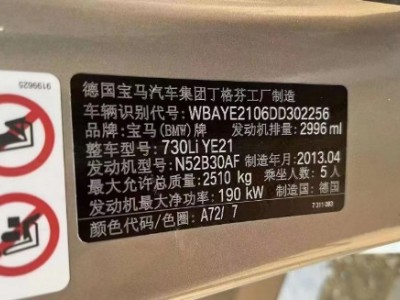 德国宝马汽车集团丁格芬工厂制造
车辆识别代号: WBAYE2106DD302256
品牌: 宝马(BMW)牌 发动机排量: 2996 ml
整车型号: 730Li YE21
发动机型号: N52B30AF 制造年月: 2013.04
最大允许总质量: 2510 kg 乘坐人数: 5 人
发动机最大净功率: 190 kW 制造国: 德国
颜色代码/色圈: A72/ 7
7 211 083
9199625